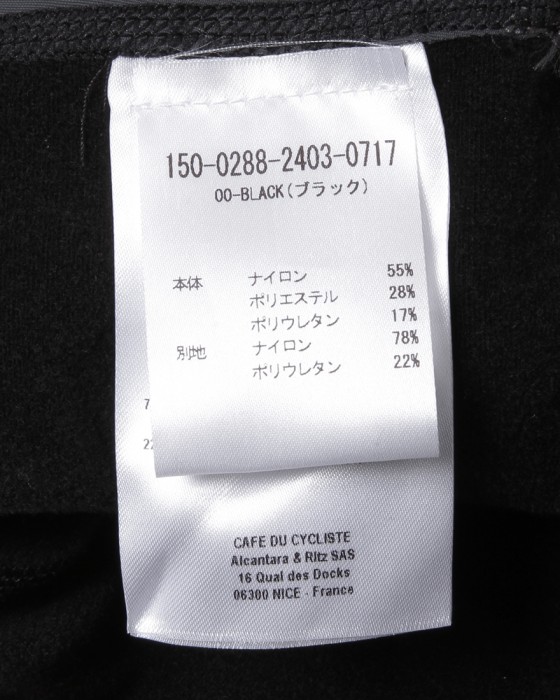 150-0288-2403-0717
00-BLACK(ブラック)
本体 ナイロン 55%
ポリエステル 28%
ポリウレタン 17%
別地 ナイロン 78%
ポリウレタン 22%
7
22
CAFE DU CYCLISTE
Alcantara & Ritz SAS
16 Quai des Docks
06300 NICE - France